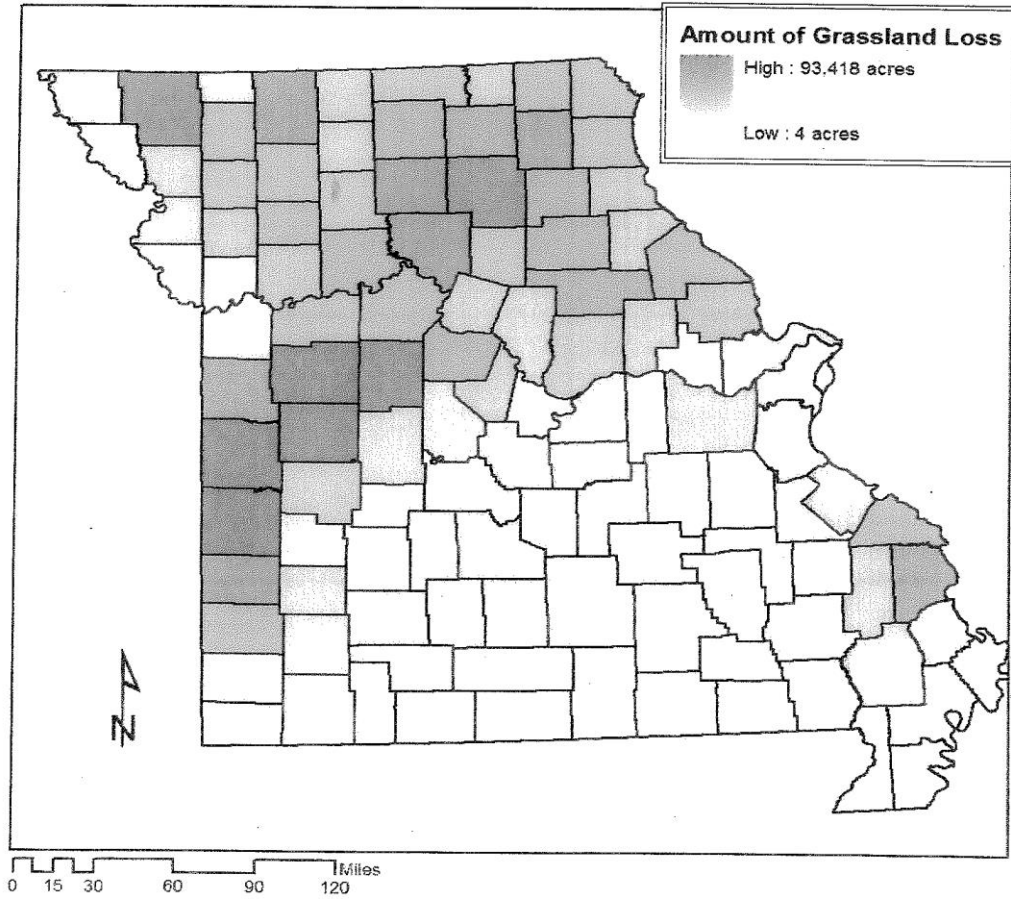 Amount of Grassland Loss
High : 93,418 acres
Low : 4 acres
N
Miles
0 15 30 60 90 120